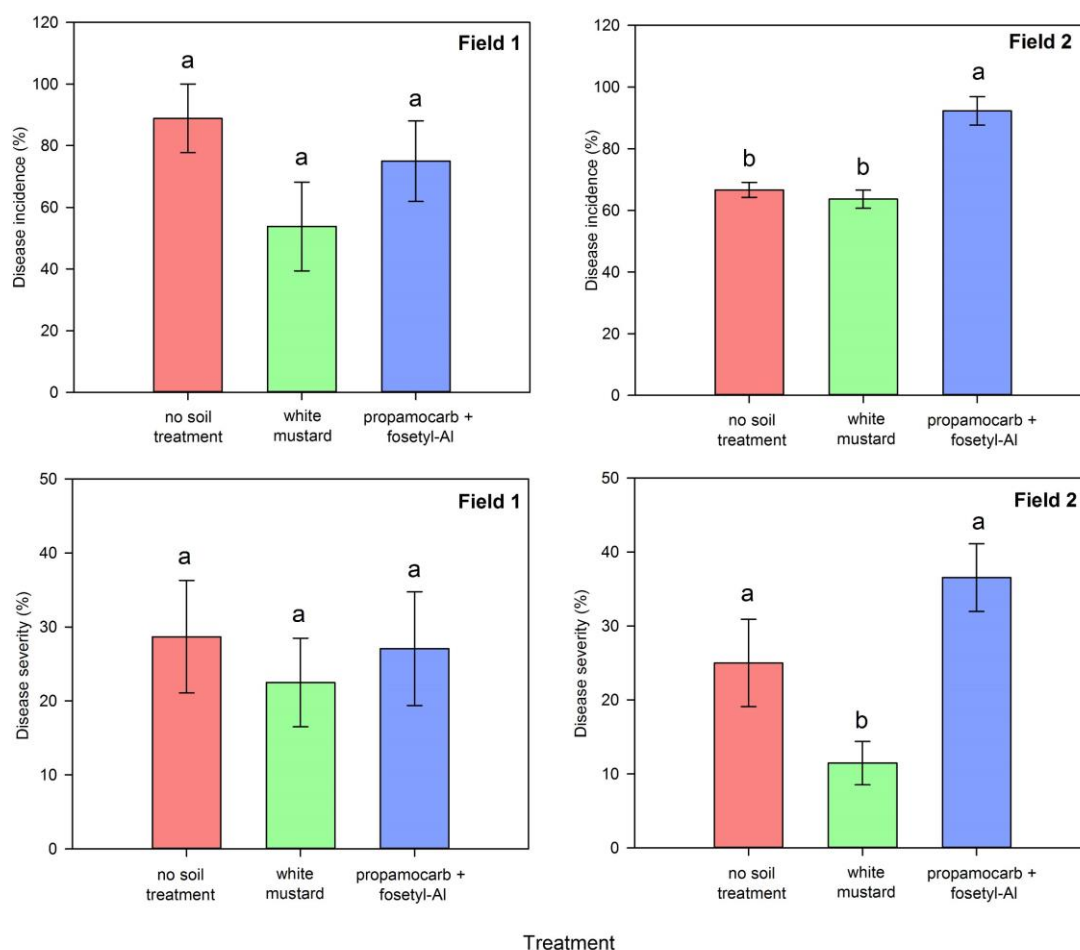 Field 1
Disease incidence (%)
120
100
80
60
40
20
0
a
a
a
no soil
treatment
white
mustard
propamocarb +
fosetyl-Al
Field 2
Disease incidence (%)
120
100
80
60
40
20
0
b
b
a
no soil
treatment
white
mustard
propamocarb +
fosetyl-Al
Field 1
Disease severity (%)
50
40
30
20
10
0
a
a
a
no soil
treatment
white
mustard
propamocarb +
fosetyl-Al
Field 2
Disease severity (%)
50
40
30
20
10
0
a
b
a
no soil
treatment
white
mustard
propamocarb +
fosetyl-Al
Treatment